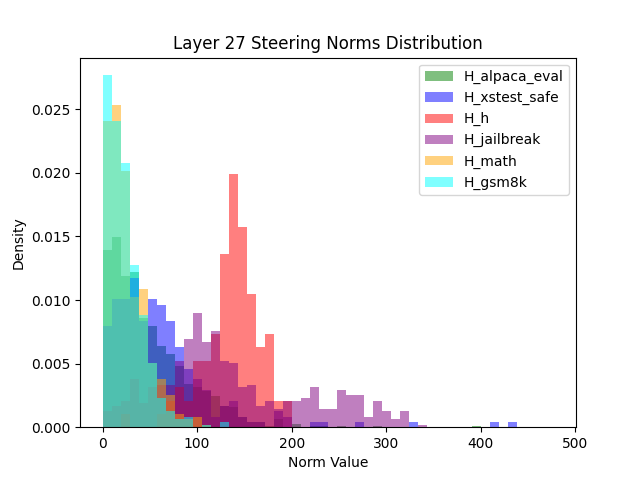 Layer 27 Steering Norms Distribution
H_alpaca_eval
H_xstest_safe
H_h
H_jailbreak
H_math
H_gsm8k
Density
0.025
0.020
0.015
0.010
0.005
0.000
0
100
200
300
400
500
Norm Value